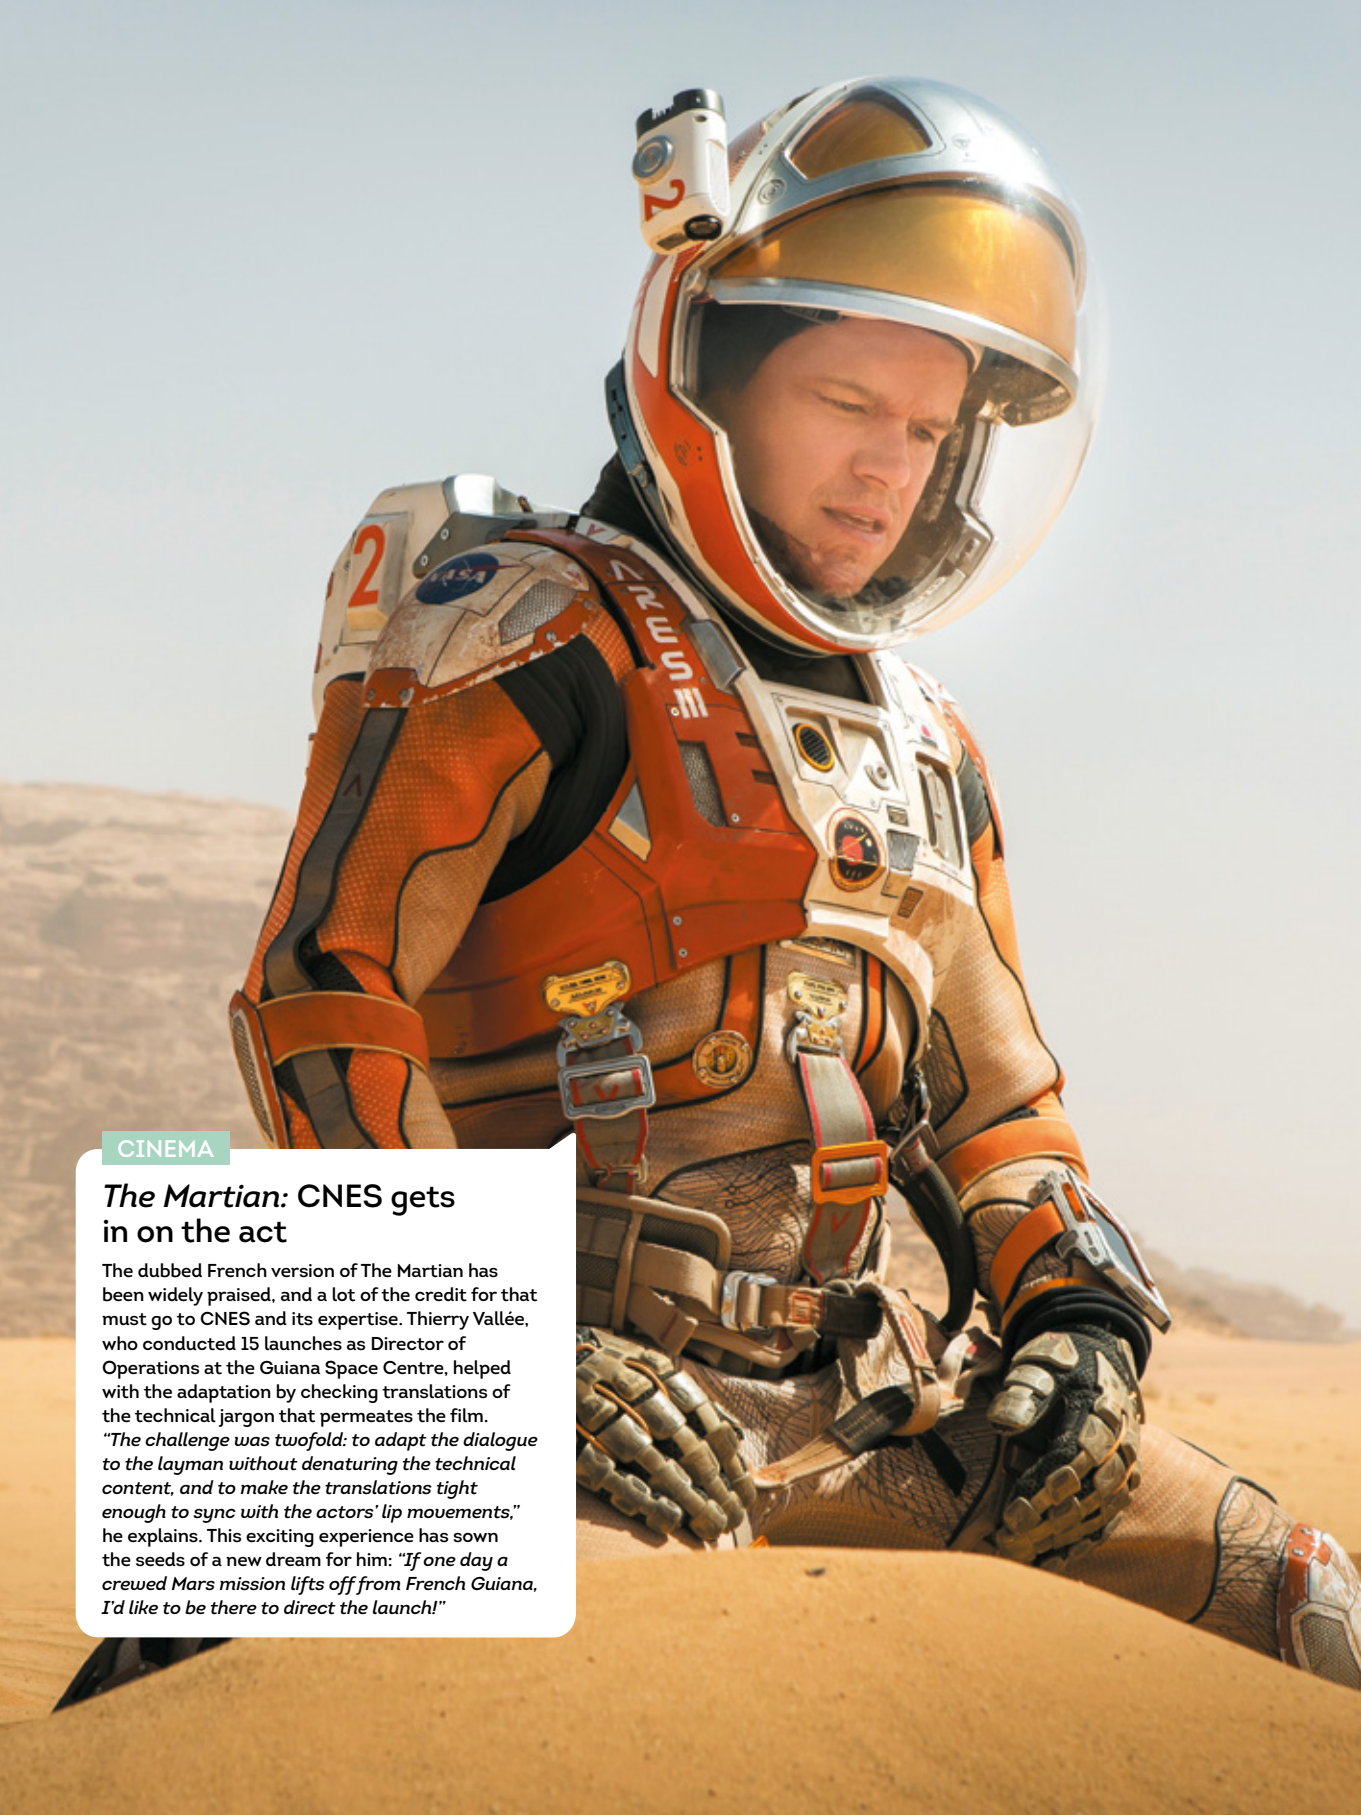 2
2
NASA
ARES
III
CINEMA
The Martian: CNES gets
in on the act
The dubbed French version of The Martian has
been widely praised, and a lot of the credit for that
must go to CNES and its expertise. Thierry Vallée,
who conducted 15 launches as Director of
Operations at the Guiana Space Centre, helped
with the adaptation by checking translations of
the technical jargon that permeates the film.
“The challenge was twofold: to adapt the dialogue
to the layman without denaturing the technical
content, and to make the translations tight
enough to sync with the actors’ lip movements,”
he explains. This exciting experience has sown
the seeds of a new dream for him: “If one day a
crewed Mars mission lifts off from French Guiana,
I’d like to be there to direct the launch!”